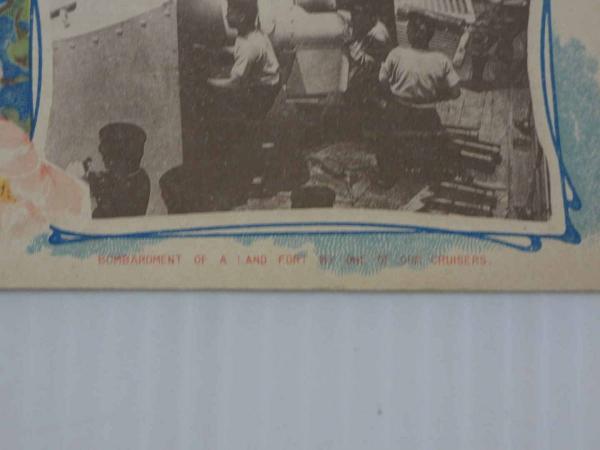 BOMBARDMENT OF A LAND FORT BY ONE OF OUR CRUISERS.